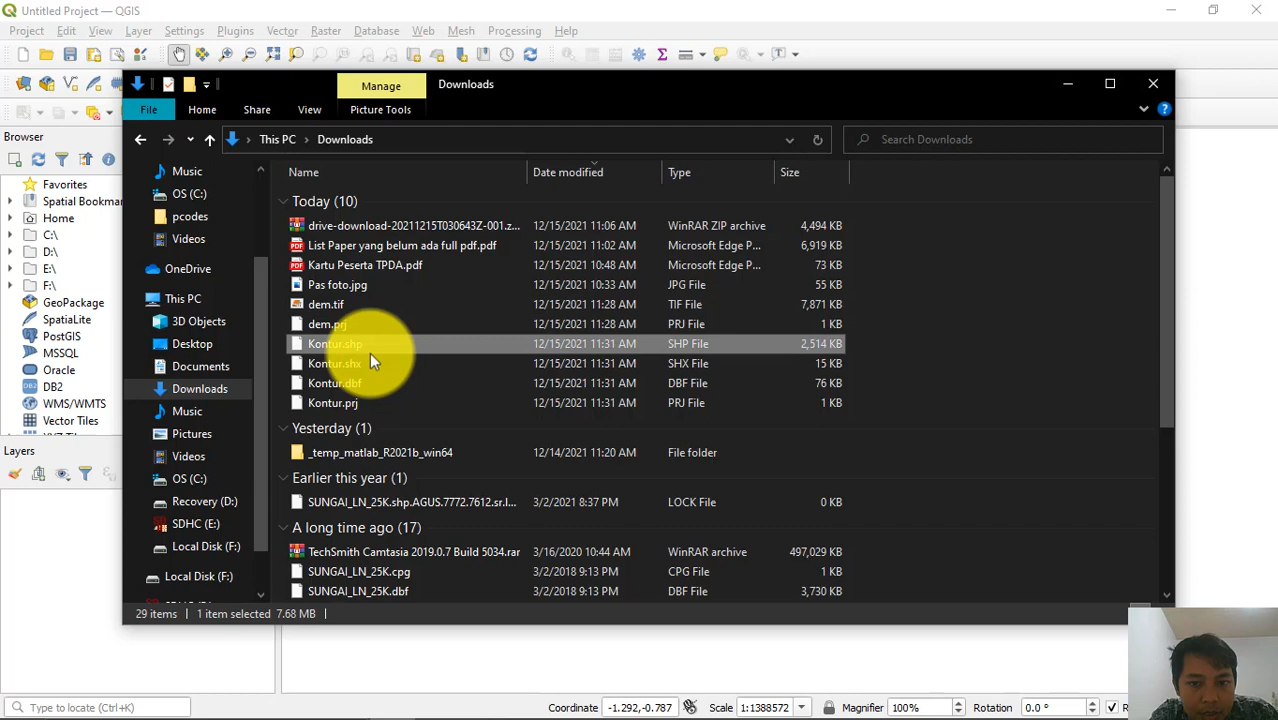 Untitled Project — QGIS
Project Edit View Layer Settings Plugins Vector Raster Database Web Mesh Processing Help
Manage Downloads
File Home Share View Picture Tools
This PC Downloads Search Downloads
Browser
Favorites
Spatial Bookmar
Home
C:\
D:\
E:\
F:\
GeoPackage
SpatiaLite
PostGIS
MSSQL
Oracle
DB2
WMS/WMTS
Vector Tiles
Layers
Music
OS (C:)
pcodes
Videos
OneDrive
This PC
3D Objects
Desktop
Documents
Downloads
Music
Pictures
Videos
OS (C:)
Recovery (D:)
SDHC (E:)
Local Disk (F:)
Local Disk (F:)
Name Date modified Type Size
Today (10)
drive-download-20211215T030643Z-001.z... 12/15/2021 11:06 AM WinRAR ZIP archive 4,494 KB
List Paper yang belum ada full pdf.pdf 12/15/2021 11:02 AM Microsoft Edge P... 6,919 KB
Kartu Peserta TPDA.pdf 12/15/2021 10:48 AM Microsoft Edge P... 73 KB
Pas foto.jpg 12/15/2021 10:33 AM JPG File 55 KB
dem.tif 12/15/2021 11:28 AM TIF File 7,871 KB
dem.prj 12/15/2021 11:28 AM PRJ File 1 KB
Kontur.shp 12/15/2021 11:31 AM SHP File 2,514 KB
Kontur.shx 12/15/2021 11:31 AM SHX File 15 KB
Kontur.dbf 12/15/2021 11:31 AM DBF File 76 KB
Kontur.prj 12/15/2021 11:31 AM PRJ File 1 KB
Yesterday (1)
_temp_matlab_R2021b_win64 12/14/2021 11:20 AM File folder
Earlier this year (1)
SUNGAI_LN_25K.shp.AGUS.7772.7612.sr.l... 3/2/2021 8:37 PM LOCK File 0 KB
A long time ago (17)
TechSmith Camtasia 2019.0.7 Build 5034.rar 3/16/2020 10:44 AM WinRAR archive 497,029 KB
SUNGAI_LN_25K.cpg 3/2/2018 9:13 PM CPG File 1 KB
SUNGAI_LN_25K.dbf 3/2/2018 9:13 PM DBF File 3,730 KB
29 items 1 item selected 7.68 MB
Type to locate (Ctrl+K) Coordinate -1.292,-0.787 Scale 1:1388572 Magnifier 100% Rotation 0.0 ° R